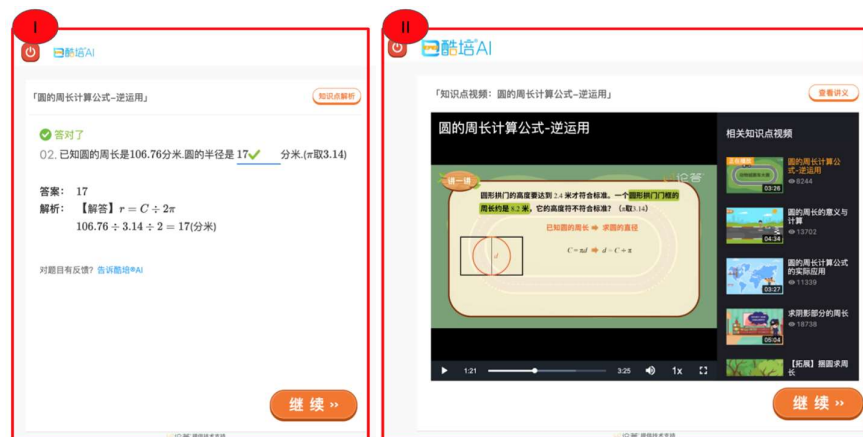 I
酷培AI
「圆的周长计算公式-逆运用」
知识点解析
答对了
02. 已知圆的周长是106.76分米.圆的半径是 17 分米.(π取3.14)
答案： 17
解析： 【解答】r = C ÷ 2π
106.76 ÷ 3.14 ÷ 2 = 17(分米)
对题目有反馈？告诉酷培®AI
继 续 »
II
酷培AI
「知识点视频：圆的周长计算公式-逆运用」
查看讲义
圆的周长计算公式-逆运用
讲一讲
论答
圆形拱门的高度要达到 2.4 米才符合标准。一个圆形拱门门框的
周长约是 8.2 米，它的高度符不符合标准？（π取3.14）
已知圆的周长 ➡ 求圆的直径
C = πd ➡ d = C ÷ π
d
1:21
3:25
1x
相关知识点视频
圆的周长计算公
式-逆运用
6244
03:26
圆的周长的意义与
计算
13702
04:34
圆的周长计算公式
的实际应用
11339
03:27
求阴影部分的周长
18738
05:04
【拓展】捆圆求周
长
继 续 »